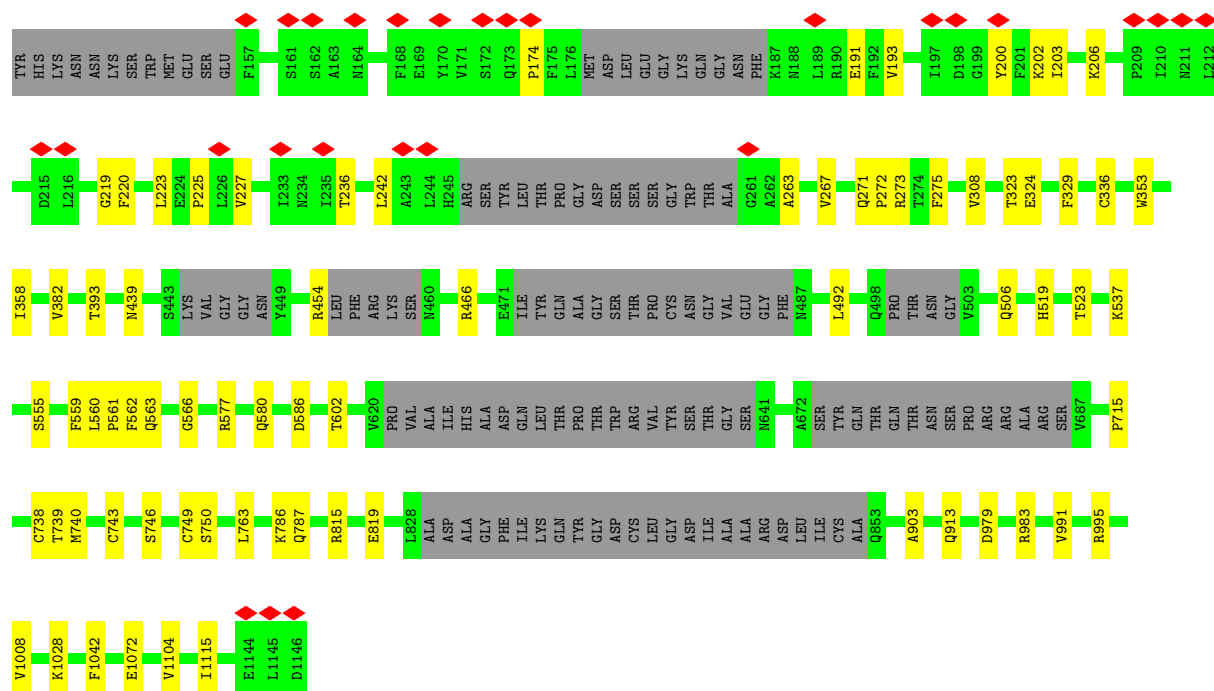 TYR HIS LYS ASN ASN LYS SER TRP MET GLU SER GLU F157 S161 S162 A163 N164 F168 E169 Y170 V171 S172 Q173 P174 F175 L176 MET ASP LEU GLU GLY LYS GLN GLY ASN PHE K187 N188 L189 R190 E191 F192 V193 I197 D198 G199 Y200 F201 K202 I203 K206 P209 I210 N211 L212
D215 L216 G219 F220 L223 E224 P225 L226 V227 I233 N234 I235 T236 L242 A243 L244 H245 ARG SER TYR LEU THR PRO GLY ASP SER SER SER GLY TRP THR ALA G261 A262 A263 V267 Q271 P272 R273 T274 F275 V308 T323 E324 F329 C336 W353
I358 V382 T393 N439 S443 LYS VAL GLY GLY ASN Y449 R454 LEU PHE ARG LYS SER N460 R466 E471 ILE TYR GLN ALA GLY SER THR PRO CYS ASN GLY VAL GLU GLY PHE N487 L492 Q498 PRO THR ASN GLY V503 Q506 H519 T523 K537
S555 F559 L560 P561 F562 Q563 G566 R577 Q580 D586 T602 V620 PRO VAL ALA ILE HIS ALA ASP GLN LEU THR PRO THR TRP ARG VAL TYR SER THR GLY SER N641 A672 SER TYR GLN THR GLN THR ASN SER PRO ARG ARG ALA ARG SER V687 P715
C738 T739 M740 C743 S746 C749 S750 L763 K786 Q787 R815 E819 L828 ALA ASP ALA GLY PHE ILE LYS GLN TYR GLY ASP CYS LEU GLY ASP ILE ALA ALA ARG ASP LEU ILE CYS ALA Q853 A903 Q913 D979 R983 V991 R995
V1008 K1028 F1042 E1072 V1104 I1115 E1144 L1145 D1146